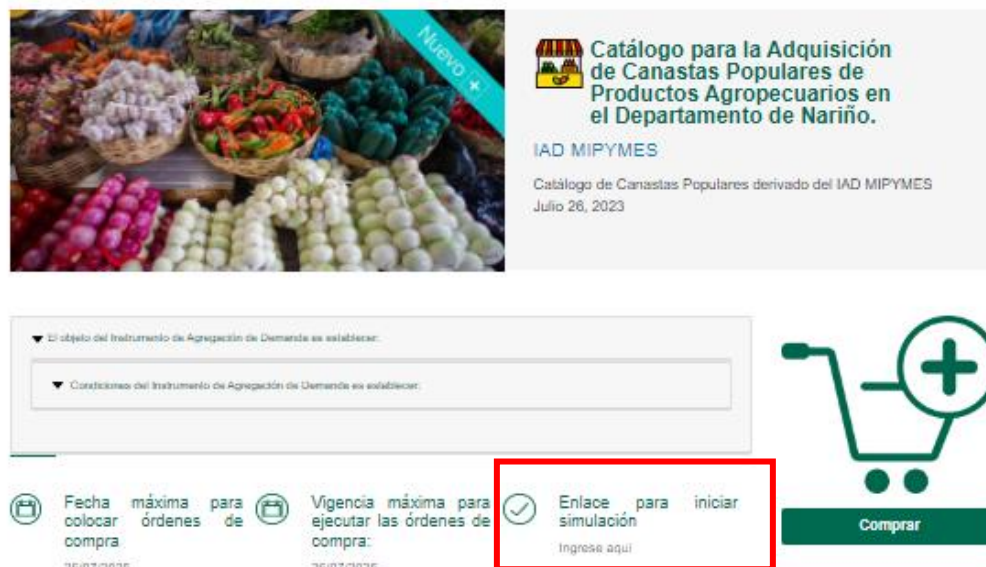 Nuevo +
Catálogo para la Adquisición
de Canastas Populares de
Productos Agropecuarios en
el Departamento de Nariño.
IAD MIPYMES
Catálogo de Canastas Populares derivado del IAD MIPYMES
Julio 26, 2023
El objeto del Instrumento de Agregación de Demanda es establecer:
Condiciones del Instrumento de Agregación de Demanda es establecer:
Fecha máxima para
colocar órdenes de
compra
Vigencia máxima para
ejecutar las órdenes de
compra:
Enlace para iniciar
simulación
Ingrese aquí
Comprar